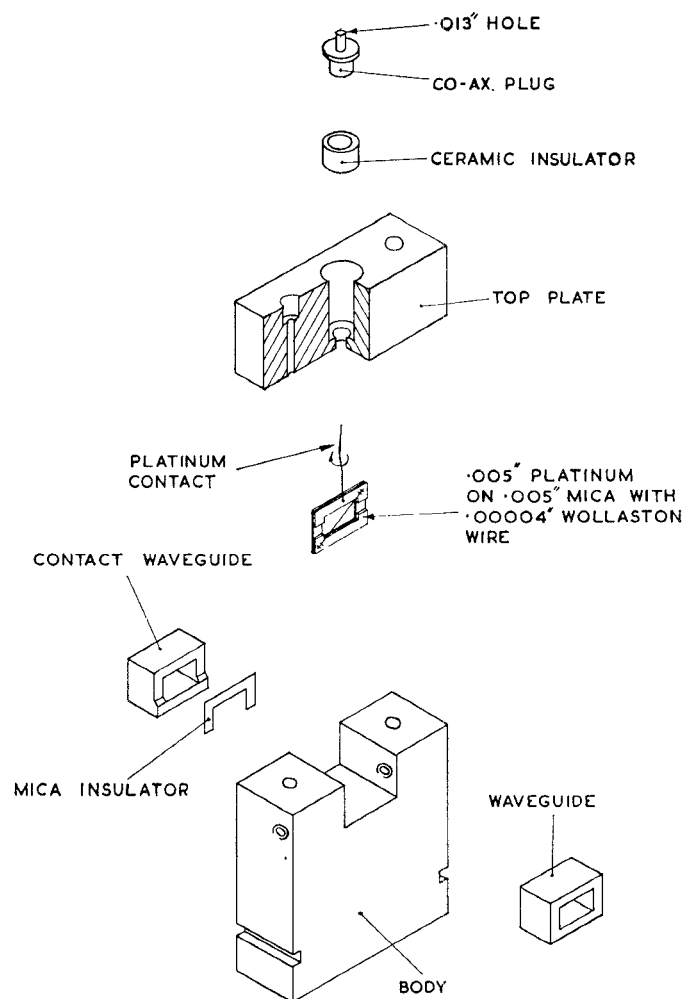 .013" HOLE
CO-AX. PLUG
CERAMIC INSULATOR
TOP PLATE
PLATINUM
CONTACT
.005" PLATINUM
ON .005" MICA WITH
.00004" WOLLASTON
WIRE
CONTACT WAVEGUIDE
MICA INSULATOR
WAVEGUIDE
BODY